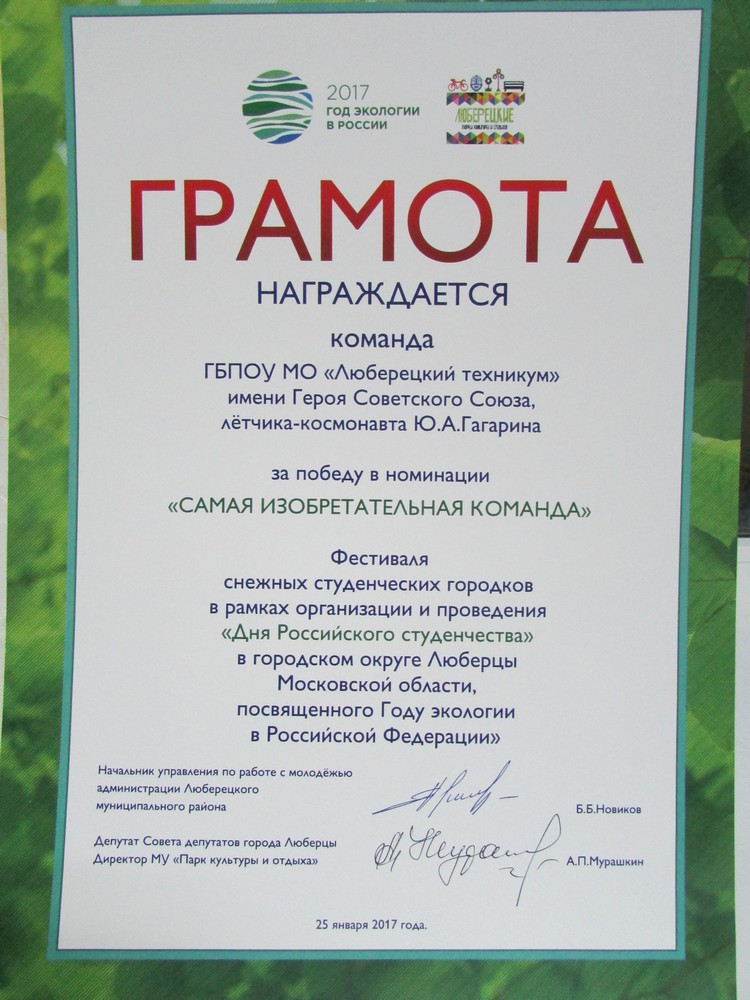 2017
ГОД ЭКОЛОГИИ
В РОССИИ
ЛЮБЕРЕЦКИЕ
ГРАМОТА
НАГРАЖДАЕТСЯ
команда
ГБПОУ МО «Люберецкий техникум»
имени Героя Советского Союза,
лётчика-космонавта Ю.А.Гагарина
за победу в номинации
«САМАЯ ИЗОБРЕТАТЕЛЬНАЯ КОМАНДА»
Фестиваля
снежных студенческих городков
в рамках организации и проведения
«Дня Российского студенчества»
в городском округе Люберцы
Московской области,
посвященного Году экологии
в Российской Федерации»
Начальник управления по работе с молодёжью
администрации Люберецкого
муниципального района
Б.Б.Новиков
Депутат Совета депутатов города Люберцы
Директор МУ «Парк культуры и отдыха»
А.П.Мурашкин
25 января 2017 года.